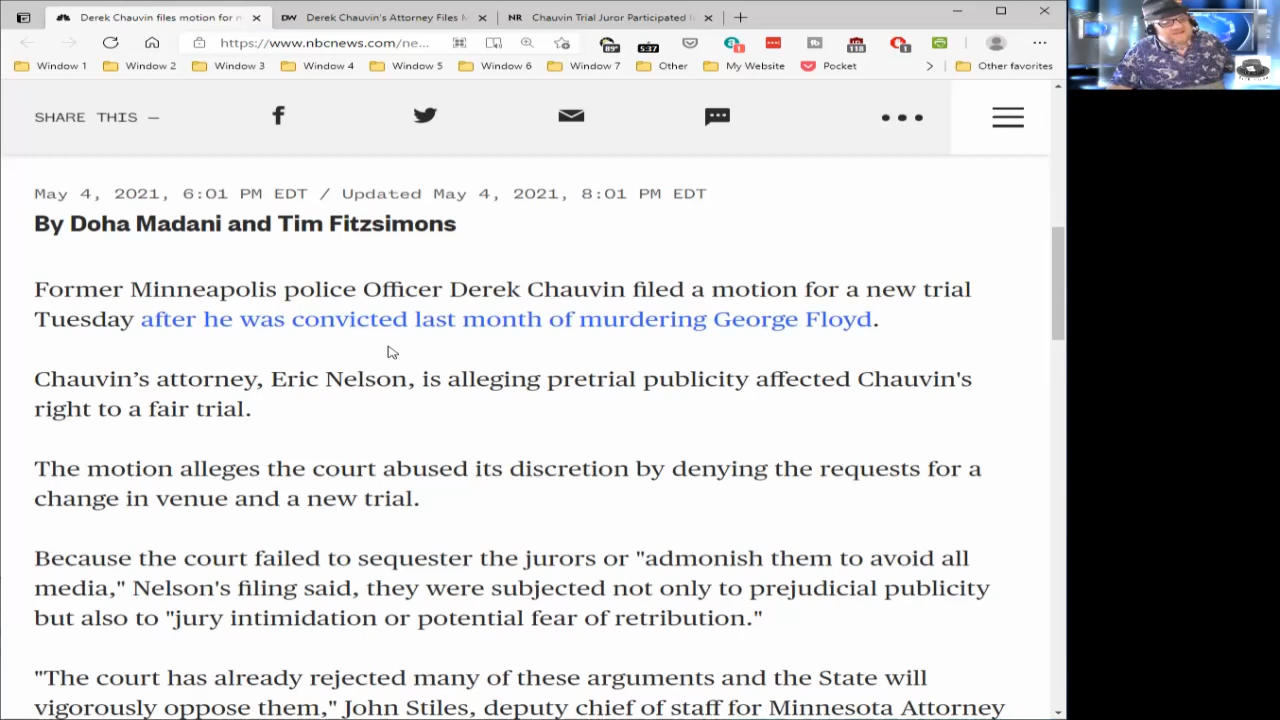 Derek Chauvin files motion for n
DW Derek Chauvin's Attorney Files
NR Chauvin Trial Juror Participated
https://www.nbcnews.com/ne...
89°
5:37
1
118
1
Window 1 Window 2 Window 3 Window 4 Window 5 Window 6 Window 7 Other My Website Pocket Other favorites
SHARE THIS —
May 4, 2021, 6:01 PM EDT / Updated May 4, 2021, 8:01 PM EDT
By Doha Madani and Tim Fitzsimons
Former Minneapolis police Officer Derek Chauvin filed a motion for a new trial
Tuesday after he was convicted last month of murdering George Floyd.
Chauvin’s attorney, Eric Nelson, is alleging pretrial publicity affected Chauvin's
right to a fair trial.
The motion alleges the court abused its discretion by denying the requests for a
change in venue and a new trial.
Because the court failed to sequester the jurors or "admonish them to avoid all
media," Nelson's filing said, they were subjected not only to prejudicial publicity
but also to "jury intimidation or potential fear of retribution."
"The court has already rejected many of these arguments and the State will
vigorously oppose them," John Stiles, deputy chief of staff for Minnesota Attorney